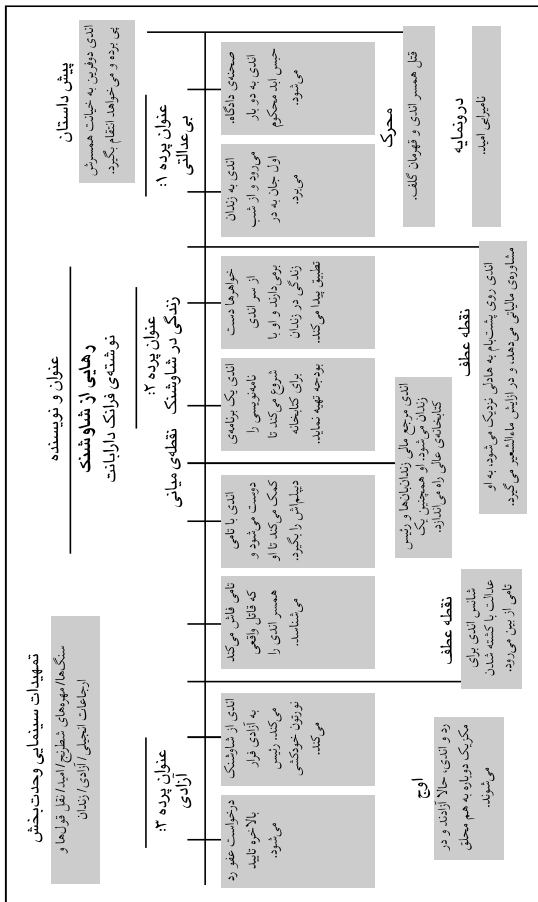 عنوان و نویسنده
رهایی از شاوشنک
نوشته‌ی فرانک دارابانت
پیش داستان
اندی دوفرین به خیانت همسرش
پی برده و می‌خواهد انتقام بگیرد.
تمهیدات سینمایی وحدت‌بخش
سنگ‌ها/مهره‌های شطرنج/امید/نقل قول‌ها و
ارجاعات انجیلی/آزادی/زندان
عنوان پرده ۱:
بی‌عدالتی
عنوان پرده ۲:
زندگی در شاوشنک
نقطه‌ی میانی
عنوان پرده ۳:
آزادی
صحنه‌ی دادگاه.
اندی به دو بار
حبس ابد محکوم
می‌شود.
اندی به زندان
می‌رود و از شب
اول جان به در
می‌برد.
خواهرها دست
از سر اندی
برمی‌دارند و او با
زندگی در زندان
تطبیق پیدا می‌کند.
اندی یک برنامه‌ی
نامه‌نویسی را
شروع می‌کند تا
برای کتابخانه
بودجه تهیه نماید.
اندی با تامی
دوست می‌شود و
کمک می‌کند تا او
دیپلم‌اش را بگیرد.
تامی فاش می‌کند
که قاتل واقعی
همسر اندی را
می‌شناسد.
اندی از شاوشنک
به آزادی فرار
می‌کند. رئیس
نورتون خودکشی
می‌کند.
درخواست عفو رد
بالاخره تایید
می‌شود.
محرک
قتل همسر اندی و قهرمان گلف.
درونمایه
نامیرایی امید.
نقطه عطف
اندی روی پشت‌بام به هادلی نزدیک می‌شود، به او
مشاوره‌ی مالیاتی می‌دهد، و در ازایش ماءالشعیر می‌گیرد.
اندی مرجع مالی زندان‌بان‌ها و رئیس
زندان می‌شود. او همچنین یک
کتابخانه‌ی عالی راه می‌اندازد.
نقطه عطف
شانس اندی برای
عدالت با کشته شدن
تامی از بین می‌رود.
اوج
رد و اندی، حالا آزادند و در
مکزیک دوباره به هم ملحق
می‌شوند.